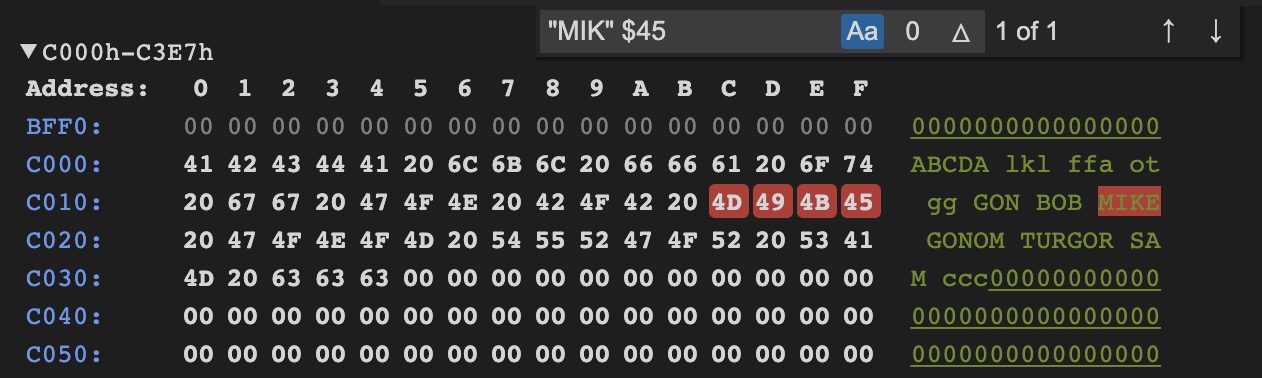 "MIK" $45 Aa 0 △ 1 of 1 ↑ ↓
▼C000h-C3E7h
Address: 0 1 2 3 4 5 6 7 8 9 A B C D E F
BFF0: 00 00 00 00 00 00 00 00 00 00 00 00 00 00 00 00 0000000000000000
C000: 41 42 43 44 41 20 6C 6B 6C 20 66 66 61 20 6F 74 ABCDA lkl ffa ot
C010: 20 67 67 20 47 4F 4E 20 42 4F 42 20 4D 49 4B 45 gg GON BOB MIKE
C020: 20 47 4F 4E 4F 4D 20 54 55 52 47 4F 52 20 53 41 GONOM TURGOR SA
C030: 4D 20 63 63 63 00 00 00 00 00 00 00 00 00 00 00 M ccc00000000000
C040: 00 00 00 00 00 00 00 00 00 00 00 00 00 00 00 00 0000000000000000
C050: 00 00 00 00 00 00 00 00 00 00 00 00 00 00 00 00 0000000000000000